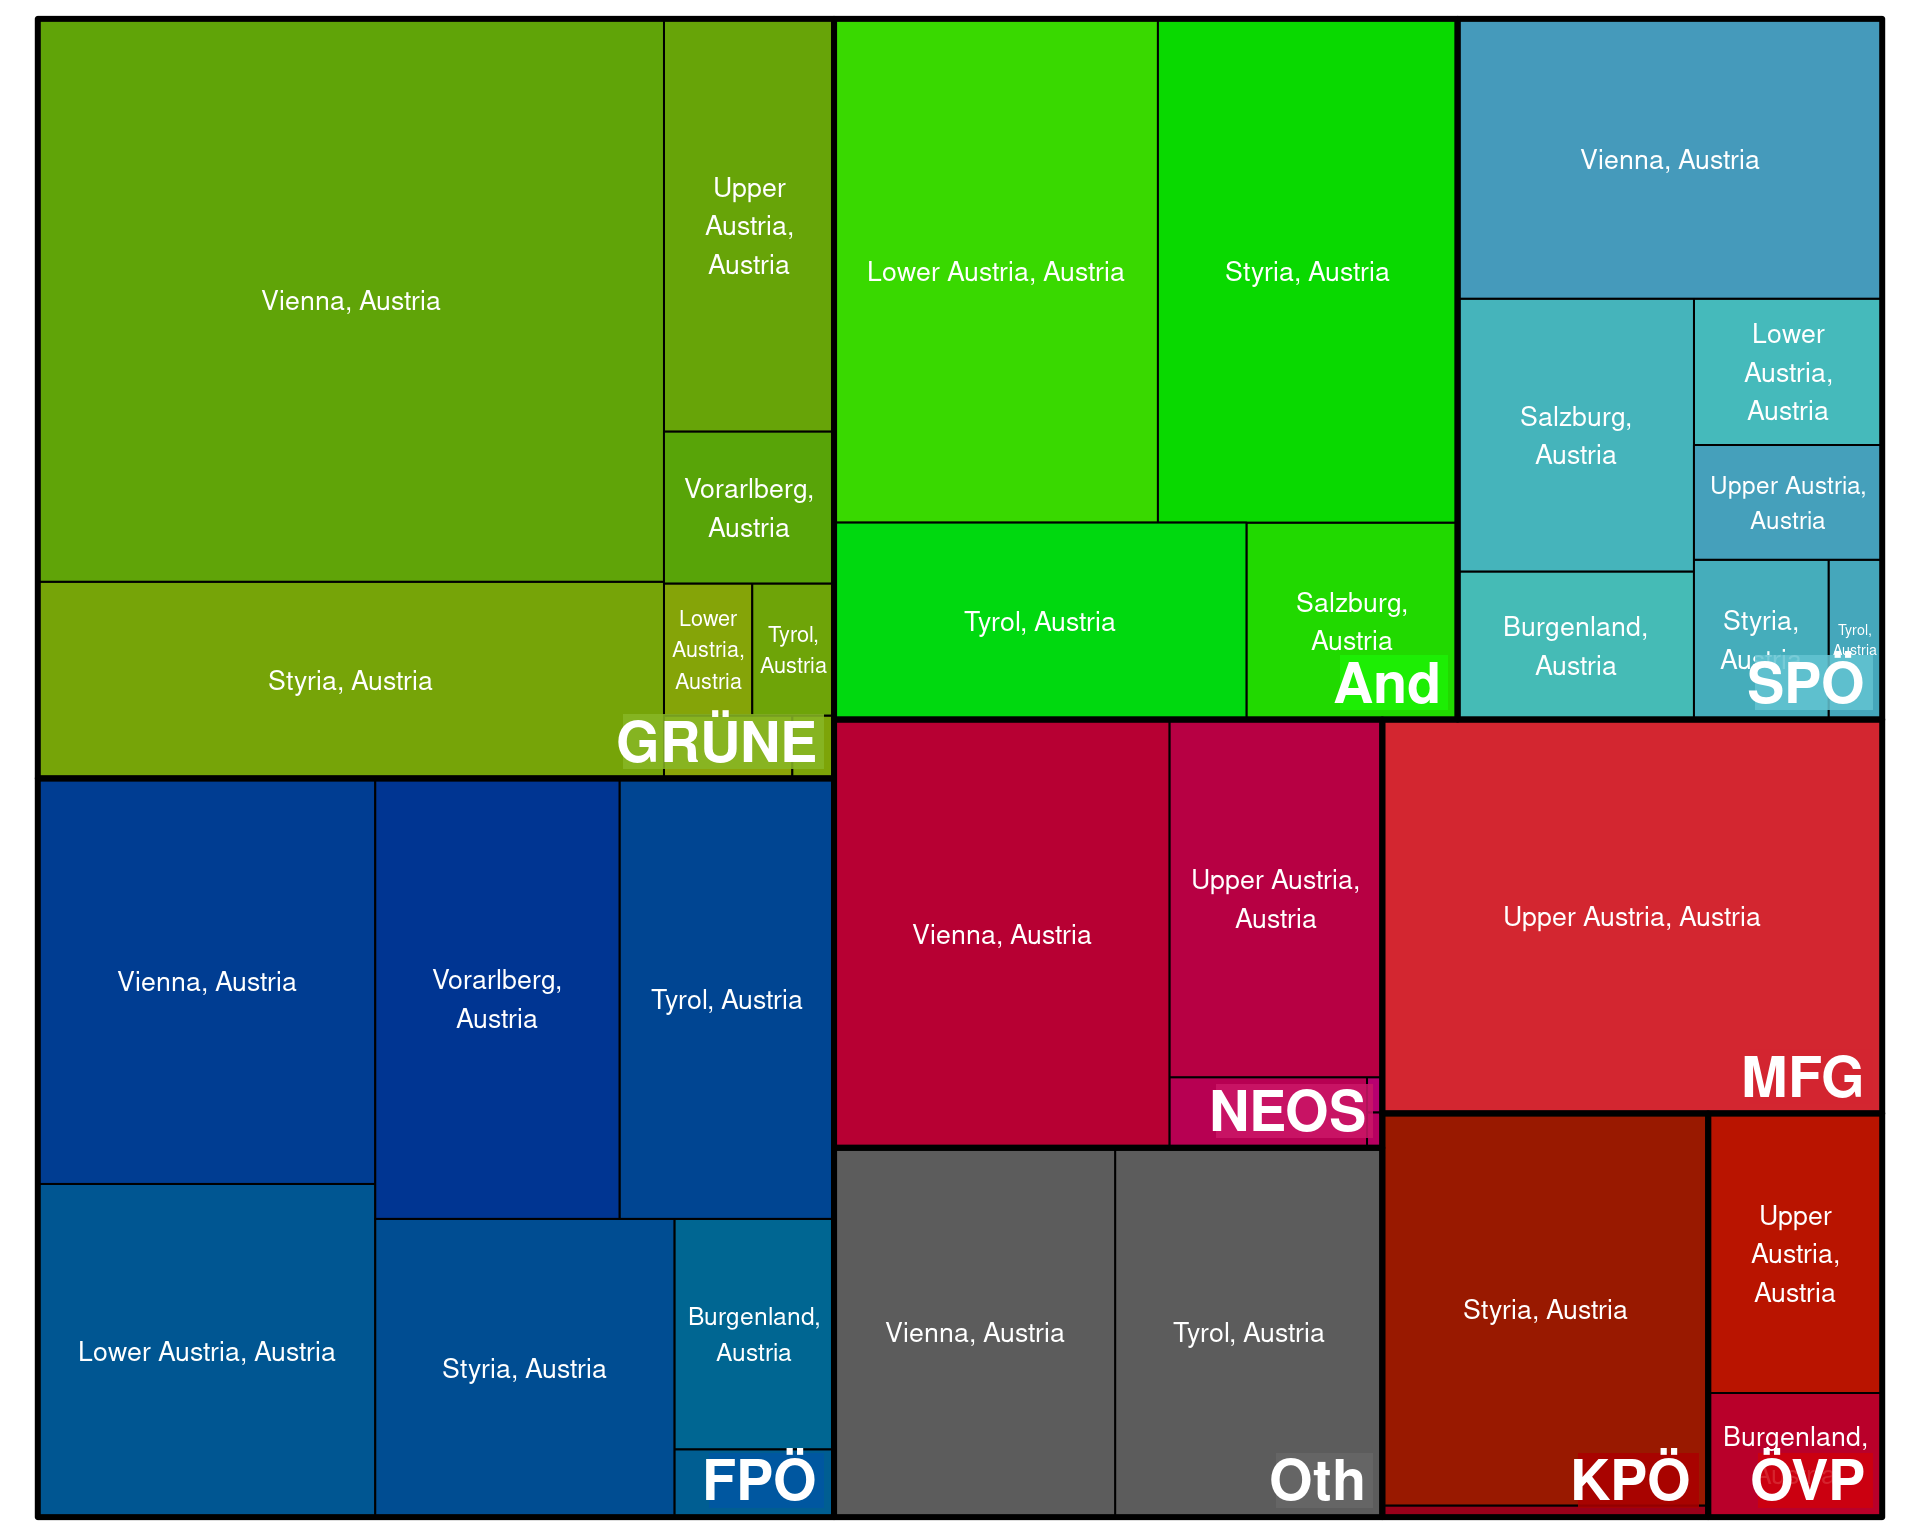 Vienna, Austria
Upper
Austria,
Austria
Vorarlberg,
Austria
Styria, Austria
Lower
Austria,
Austria
Tyrol,
Austria
GRÜNE
Lower Austria, Austria
Styria, Austria
Tyrol, Austria
Salzburg,
Austria
And
Vienna, Austria
Salzburg,
Austria
Lower
Austria,
Austria
Upper Austria,
Austria
Burgenland,
Austria
Styria,
Austria
Tyrol,
Austria
SPÖ
Vienna, Austria
Vorarlberg,
Austria
Tyrol, Austria
Lower Austria, Austria
Styria, Austria
Burgenland,
Austria
FPÖ
Vienna, Austria
Upper Austria,
Austria
NEOS
Upper Austria, Austria
MFG
Vienna, Austria
Tyrol, Austria
Oth
Styria, Austria
KPÖ
Upper
Austria,
Austria
Burgenland,
ÖVP